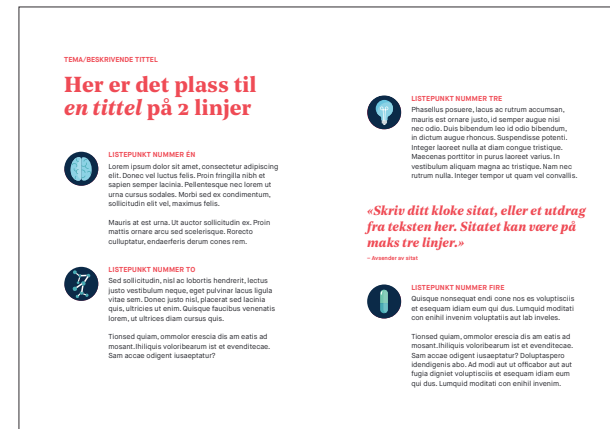 TEMA/BESKRIVENDE TITTEL
Her er det plass til
en tittel på 2 linjer
LISTEPUNKT NUMMER ÉN
Lorem ipsum dolor sit amet, consectetur adipiscing
elit. Donec vel luctus felis. Proin fringilla nibh et
sapien semper lacinia. Pellentesque nec lorem ut
urna cursus sodales. Morbi sed ex condimentum,
sollicitudin elit vel, maximus felis.
Mauris at est urna. Ut auctor sollicitudin ex. Proin
mattis ornare arcu sed scelerisque. Rorecto
culluptatur, endaerferis derum cones rem.
LISTEPUNKT NUMMER TO
Sed sollicitudin, nisl ac lobortis hendrerit, lectus
justo vestibulum neque, eget pulvinar lacus ligula
vitae sem. Donec justo nisl, placerat sed lacinia
quis, ultricies ut enim. Quisque faucibus venenatis
lorem, ut ultrices diam cursus quis.
Tionsed quiam, ommolor erescia dis am eatis ad
mosant.Ihiliquis voloribearum ist et evenditecae.
Sam accae odigent iusaeptatur?
LISTEPUNKT NUMMER TRE
Phasellus posuere, lacus ac rutrum accumsan,
mauris est ornare justo, id semper augue nisi
nec odio. Duis bibendum leo id odio bibendum,
in dictum augue rhoncus. Suspendisse potenti.
Integer laoreet nulla at diam congue tristique.
Maecenas porttitor in purus laoreet varius. In
vestibulum aliquam magna ac tristique. Nam nec
rutrum nulla. Integer tempor ut quam vel convallis.
«Skriv ditt kloke sitat, eller et utdrag
fra teksten her. Sitatet kan være på
maks tre linjer.»
– Avsender av sitat
LISTEPUNKT NUMMER FIRE
Quisque nonsequat endi cone nos es voluptisciis
et esequam idiam eum qui dus. Lumquid moditati
con enihil invenim voluptatiis aut lab inveles.
Tionsed quiam, ommolor erescia dis am eatis ad
mosant.Ihiliquis voloribearum ist et evenditecae.
Sam accae odigent iusaeptatur? Doluptaspero
idendigenis abo. Ad modi aut ut officabor aut aut
fugia digniet voluptisciis et esequam idiam eum
qui dus. Lumquid moditati con enihil invenim.